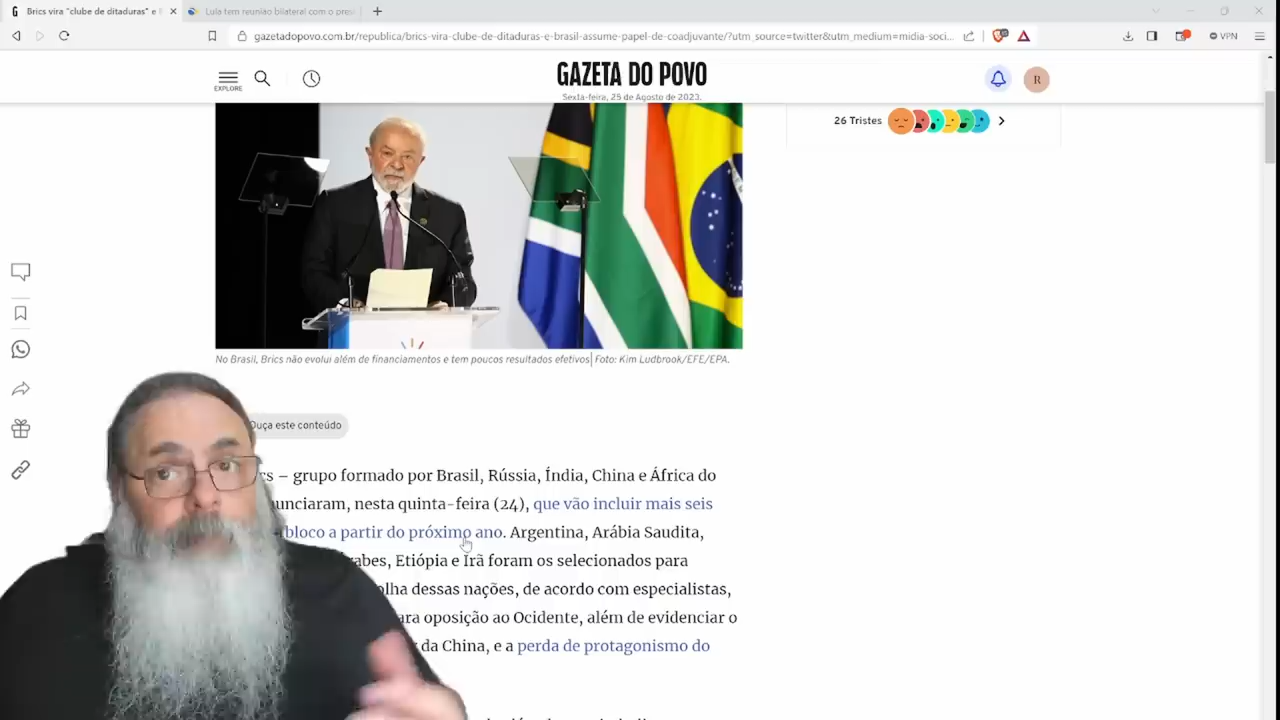 Brics vira "clube de ditaduras" e
Lula tem reunião bilateral com o pres
gazetadopovo.com.br/republica/brics-vira-clube-de-ditaduras-e-brasil-assume-papel-de-coadjuvante/?utm_source=twitter&utm_medium=midia-soci...
VPN
EXPLORE
GAZETA DO POVO
Sexta-feira, 25 de Agosto de 2023.
R
26 Tristes
No Brasil, Brics não evolui além de financiamentos e tem poucos resultados efetivos| Foto: Kim Ludbrook/EFE/EPA.
Ouça este conteúdo
cs – grupo formado por Brasil, Rússia, Índia, China e África do
unciaram, nesta quinta-feira (24), que vão incluir mais seis
bloco a partir do próximo ano. Argentina, Arábia Saudita,
rabes, Etiópia e Irã foram os selecionados para
olha dessas nações, de acordo com especialistas,
ara oposição ao Ocidente, além de evidenciar o
da China, e a perda de protagonismo do